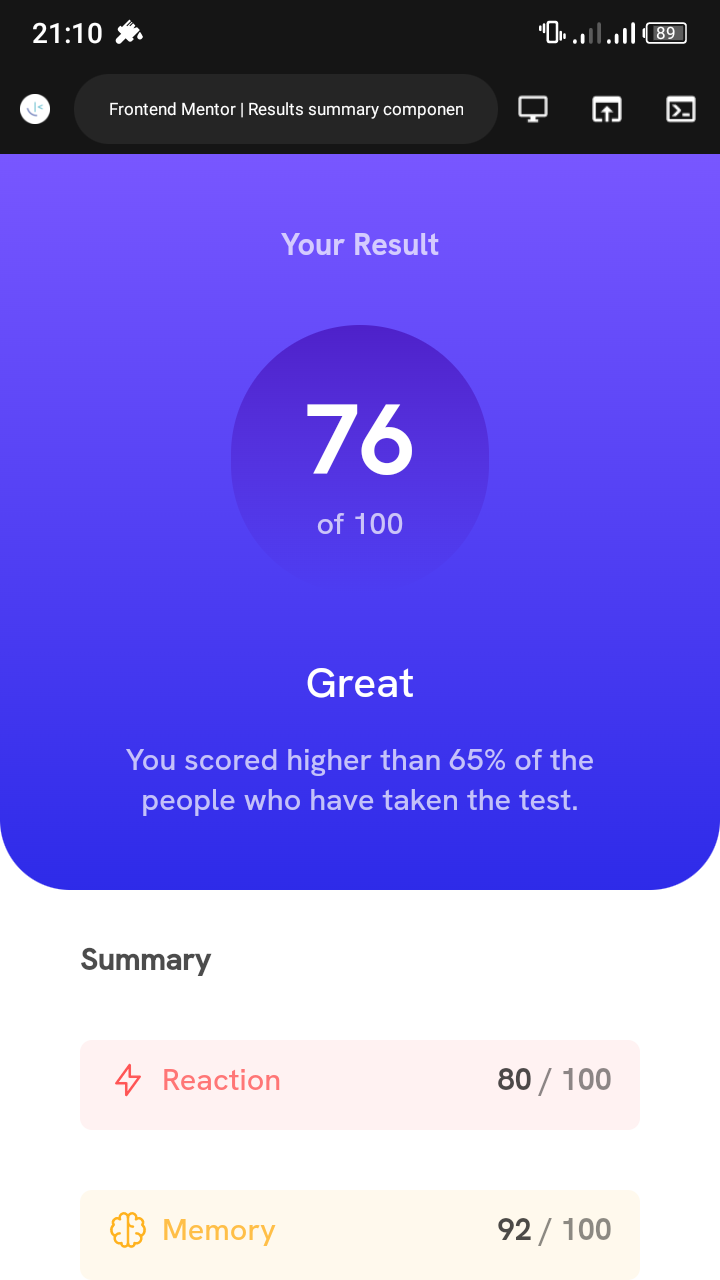 21:10
89
Frontend Mentor | Results summary componen
Your Result
76
of 100
Great
You scored higher than 65% of the
people who have taken the test.
Summary
Reaction 80 / 100
Memory 92 / 100